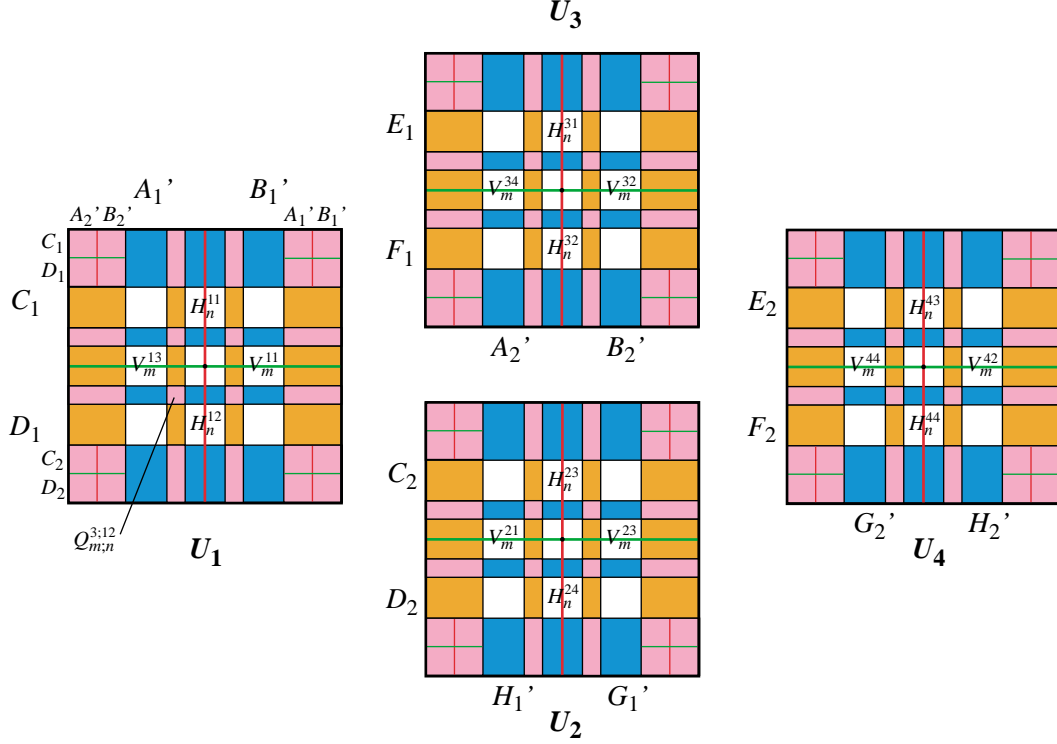 U₃
E₁
H_n^{31}
V_m^{34} V_m^{32}
F₁
H_n^{32}
A₂’ B₂’
A₁’ B₁’
A₂’ B₂’ A₁’ B₁’
C₁
D₁
C₁
H_n^{11}
V_m^{13} V_m^{11}
D₁
H_n^{12}
C₂
D₂
Q_{m;n}^{3;12}
U₁
C₂
H_n^{23}
V_m^{21} V_m^{23}
D₂
H_n^{24}
H₁’ G₁’
U₂
E₂
H_n^{43}
V_m^{44} V_m^{42}
F₂
H_n^{44}
G₂’ H₂’
U₄